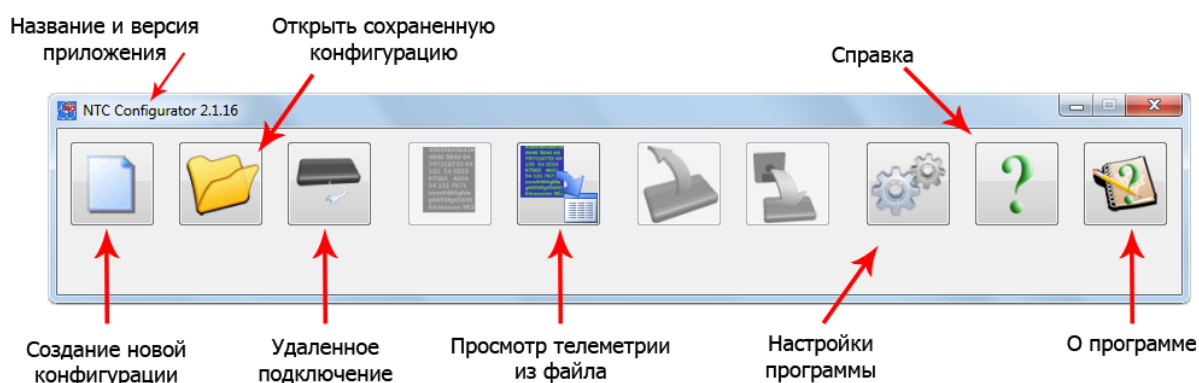 Название и версия
приложения
Открыть сохраненную
конфигурацию
Справка
NTC Configurator 2.1.16
Создание новой
конфигурации
Удаленное
подключение
Просмотр телеметрии
из файла
Настройки
программы
О программе